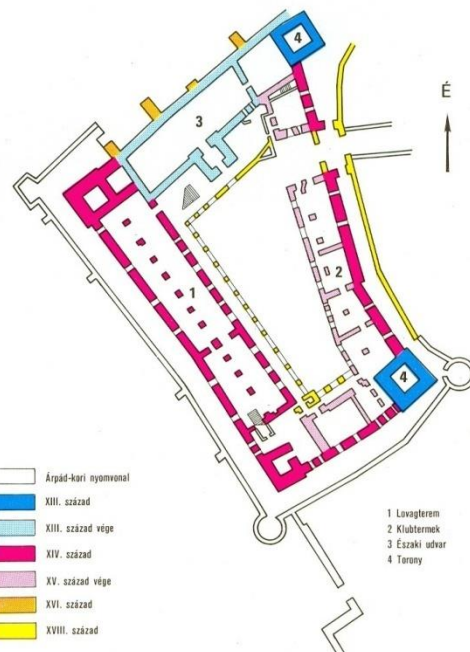 4
É
3
1
2
4
Árpád-kori nyomvonal
XIII. század
XIII. század vége
XIV. század
XV. század vége
XVI. század
XVIII. század
1 Lovagterem
2 Klubtermek
3 Északi udvar
4 Torony